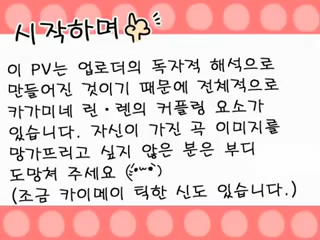 시작하며
이 PV는 업로더의 독자적 해석으로
만들어진 것이기 때문에 전체적으로
카가미네 린・렌의 커플링 요소가
있습니다. 자신이 가진 곡 이미지를
망가뜨리고 싶지 않은 분은 부디
도망쳐 주세요 (;•̀ω•́)
(조금 카이메이 틱한 신도 있습니다.)